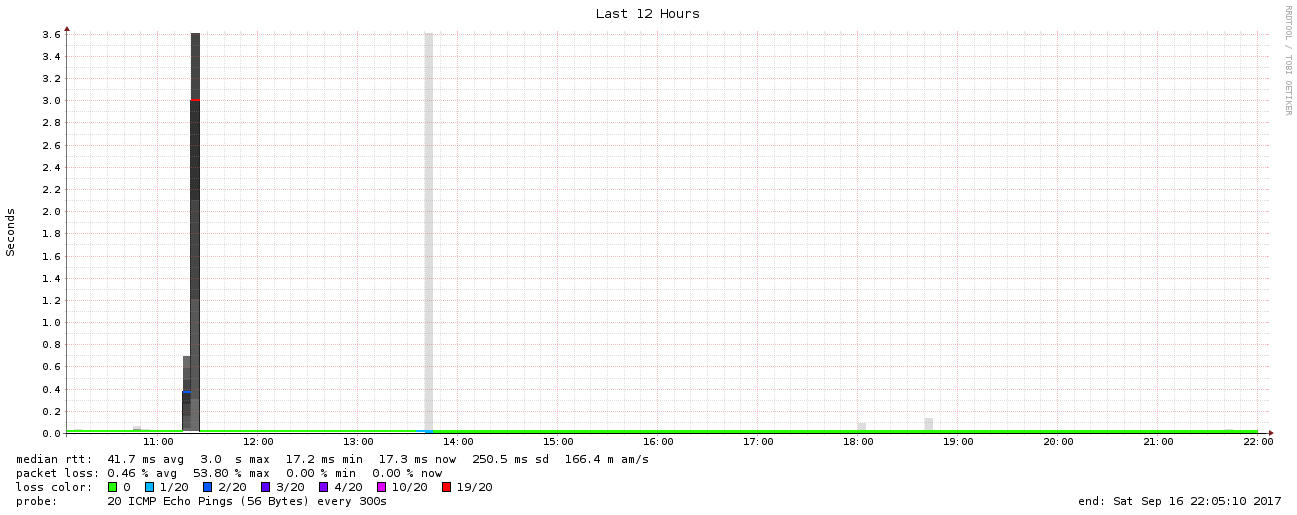 Last 12 Hours
RRDTOOL / TOBI OETIKER
Seconds
3.6
3.4
3.2
3.0
2.8
2.6
2.4
2.2
2.0
1.8
1.6
1.4
1.2
1.0
0.8
0.6
0.4
0.2
0.0
11:00 12:00 13:00 14:00 15:00 16:00 17:00 18:00 19:00 20:00 21:00 22:00
median rtt: 41.7 ms avg 3.0 s max 17.2 ms min 17.3 ms now 250.5 ms sd 166.4 m am/s
packet loss: 0.46 % avg 53.80 % max 0.00 % min 0.00 % now
loss color: 0 1/20 2/20 3/20 4/20 10/20 19/20
probe: 20 ICMP Echo Pings (56 Bytes) every 300s end: Sat Sep 16 22:05:10 2017